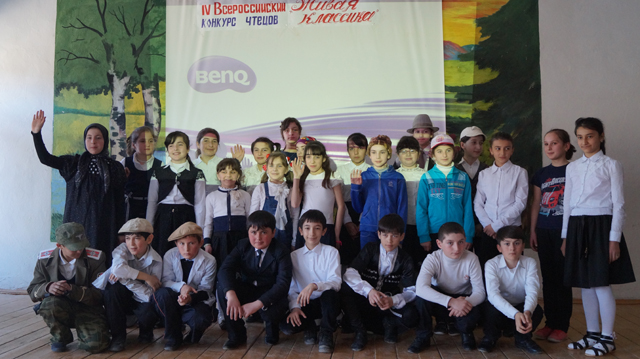 IV Всероссийский "Живая
конкурс чтецов классика"
BenQ